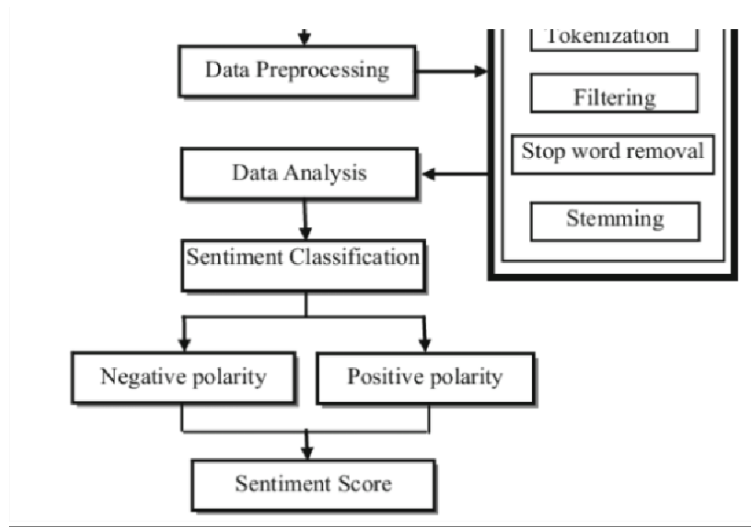 Tokenization
Data Preprocessing
Filtering
Stop word removal
Data Analysis
Stemming
Sentiment Classification
Negative polarity
Positive polarity
Sentiment Score